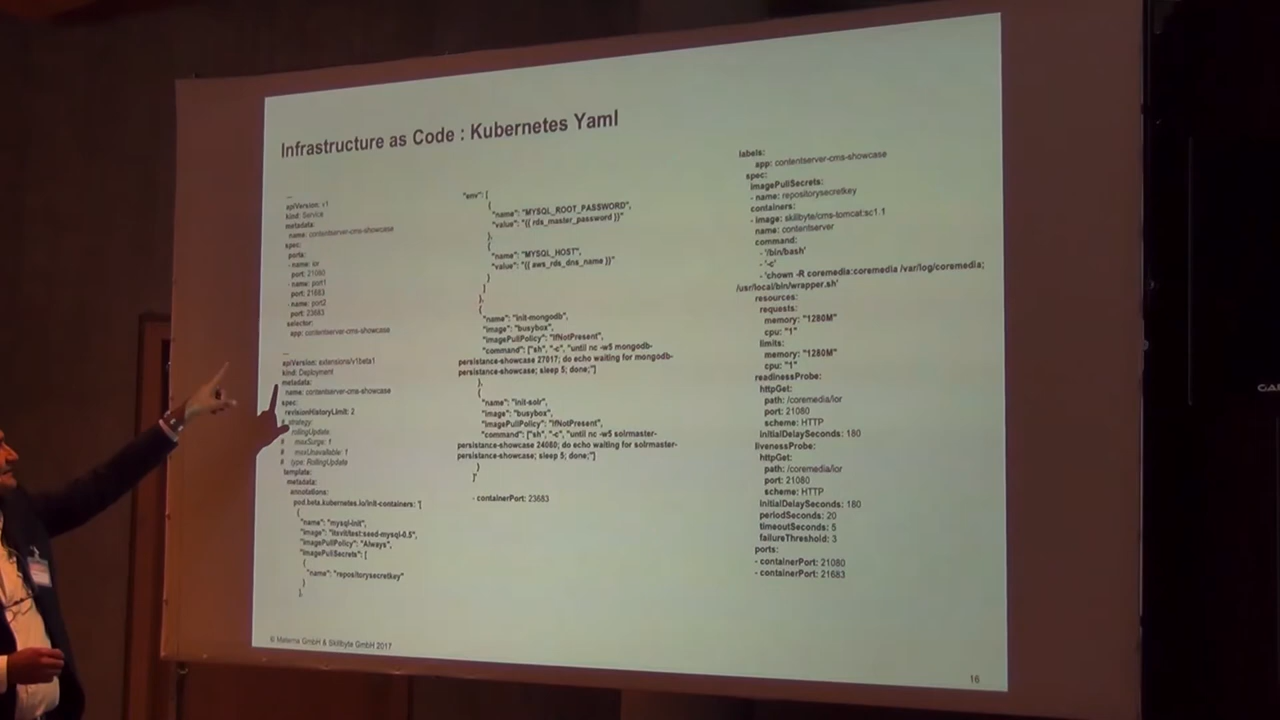 Infrastructure as Code : Kubernetes Yaml
---
apiVersion: v1
kind: Service
metadata:
name: contentserver-cms-showcase
spec:
ports:
- name: ior
port: 21080
- name: port1
port: 21683
- name: port2
port: 23683
selector:
app: contentserver-cms-showcase
---
apiVersion: extensions/v1beta1
kind: Deployment
metadata:
name: contentserver-cms-showcase
spec:
revisionHistoryLimit: 2
# strategy:
rollingUpdate:
# maxSurge: 1
# maxUnavailable: 1
# type: RollingUpdate
template:
metadata:
annotations:
pod.beta.kubernetes.io/init-containers: '[
{
"name": "mysql-init",
"image": "itsvit/test:seed-mysql-0.5",
"imagePullPolicy": "Always",
"imagePullSecrets": [
{
"name": "repositorysecretkey"
}
],
"env": [
{
"name": "MYSQL_ROOT_PASSWORD",
"value": "{{ rds_master_password }}"
},
{
"name": "MYSQL_HOST",
"value": "{{ aws_rds_dns_name }}"
}
]
},
{
"name": "init-mongodb",
"image": "busybox",
"imagePullPolicy": "IfNotPresent",
"command": ["sh", "-c", "until nc -w5 mongodb-
persistance-showcase 27017; do echo waiting for mongodb-
persistance-showcase; sleep 5; done;"]
},
{
"name": "init-solr",
"image": "busybox",
"imagePullPolicy": "IfNotPresent",
"command": ["sh", "-c", "until nc -w5 solrmaster-
persistance-showcase 24080; do echo waiting for solrmaster-
persistance-showcase; sleep 5; done;"]
}
]'
- containerPort: 23683
labels:
app: contentserver-cms-showcase
spec:
imagePullSecrets:
- name: repositorysecretkey
containers:
- image: skillbyte/cms-tomcat:sc1.1
name: contentserver
command:
- '/bin/bash'
- '-c'
- 'chown -R coremedia:coremedia /var/log/coremedia;
/usr/local/bin/wrapper.sh'
resources:
requests:
memory: "1280M"
cpu: "1"
limits:
memory: "1280M"
cpu: "1"
readinessProbe:
httpGet:
path: /coremedia/ior
port: 21080
scheme: HTTP
initialDelaySeconds: 180
livenessProbe:
httpGet:
path: /coremedia/ior
port: 21080
scheme: HTTP
initialDelaySeconds: 180
periodSeconds: 20
timeoutSeconds: 5
failureThreshold: 3
ports:
- containerPort: 21080
- containerPort: 21683
© Materna GmbH & Skillbyte GmbH 2017
16